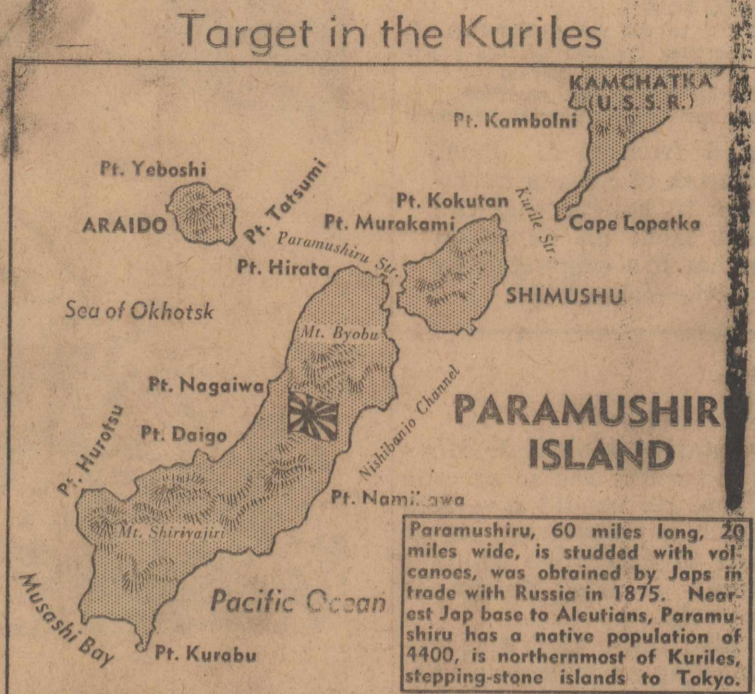 Target in the Kuriles
KAMCHATKA
(U.S.S.R.)
Pt. Kambolni
Pt. Yeboshi
Pt. Tatsumi
ARAIDO
Pt. Kokutan
Kurile Str.
Pt. Murakami
Cape Lopatka
Paramushiru Str.
Pt. Hirata
SHIMUSHU
Sea of Okhotsk
Mt. Byobu
Pt. Nagaiwa
Nishibanjo Channel
PARAMUSHIR
ISLAND
Pt. Hurotsu
Pt. Daigo
Pt. Namikawa
Mt. Shiriyajiri
Musashi Bay
Pacific Ocean
Pt. Kurabu
Paramushiru, 60 miles long, 20
miles wide, is studded with vol
canoes, was obtained by Japs in
trade with Russia in 1875. Near-
est Jap base to Aleutians, Paramu
shiru has a native population of
4400, is northernmost of Kuriles,
stepping-stone islands to Tokyo.